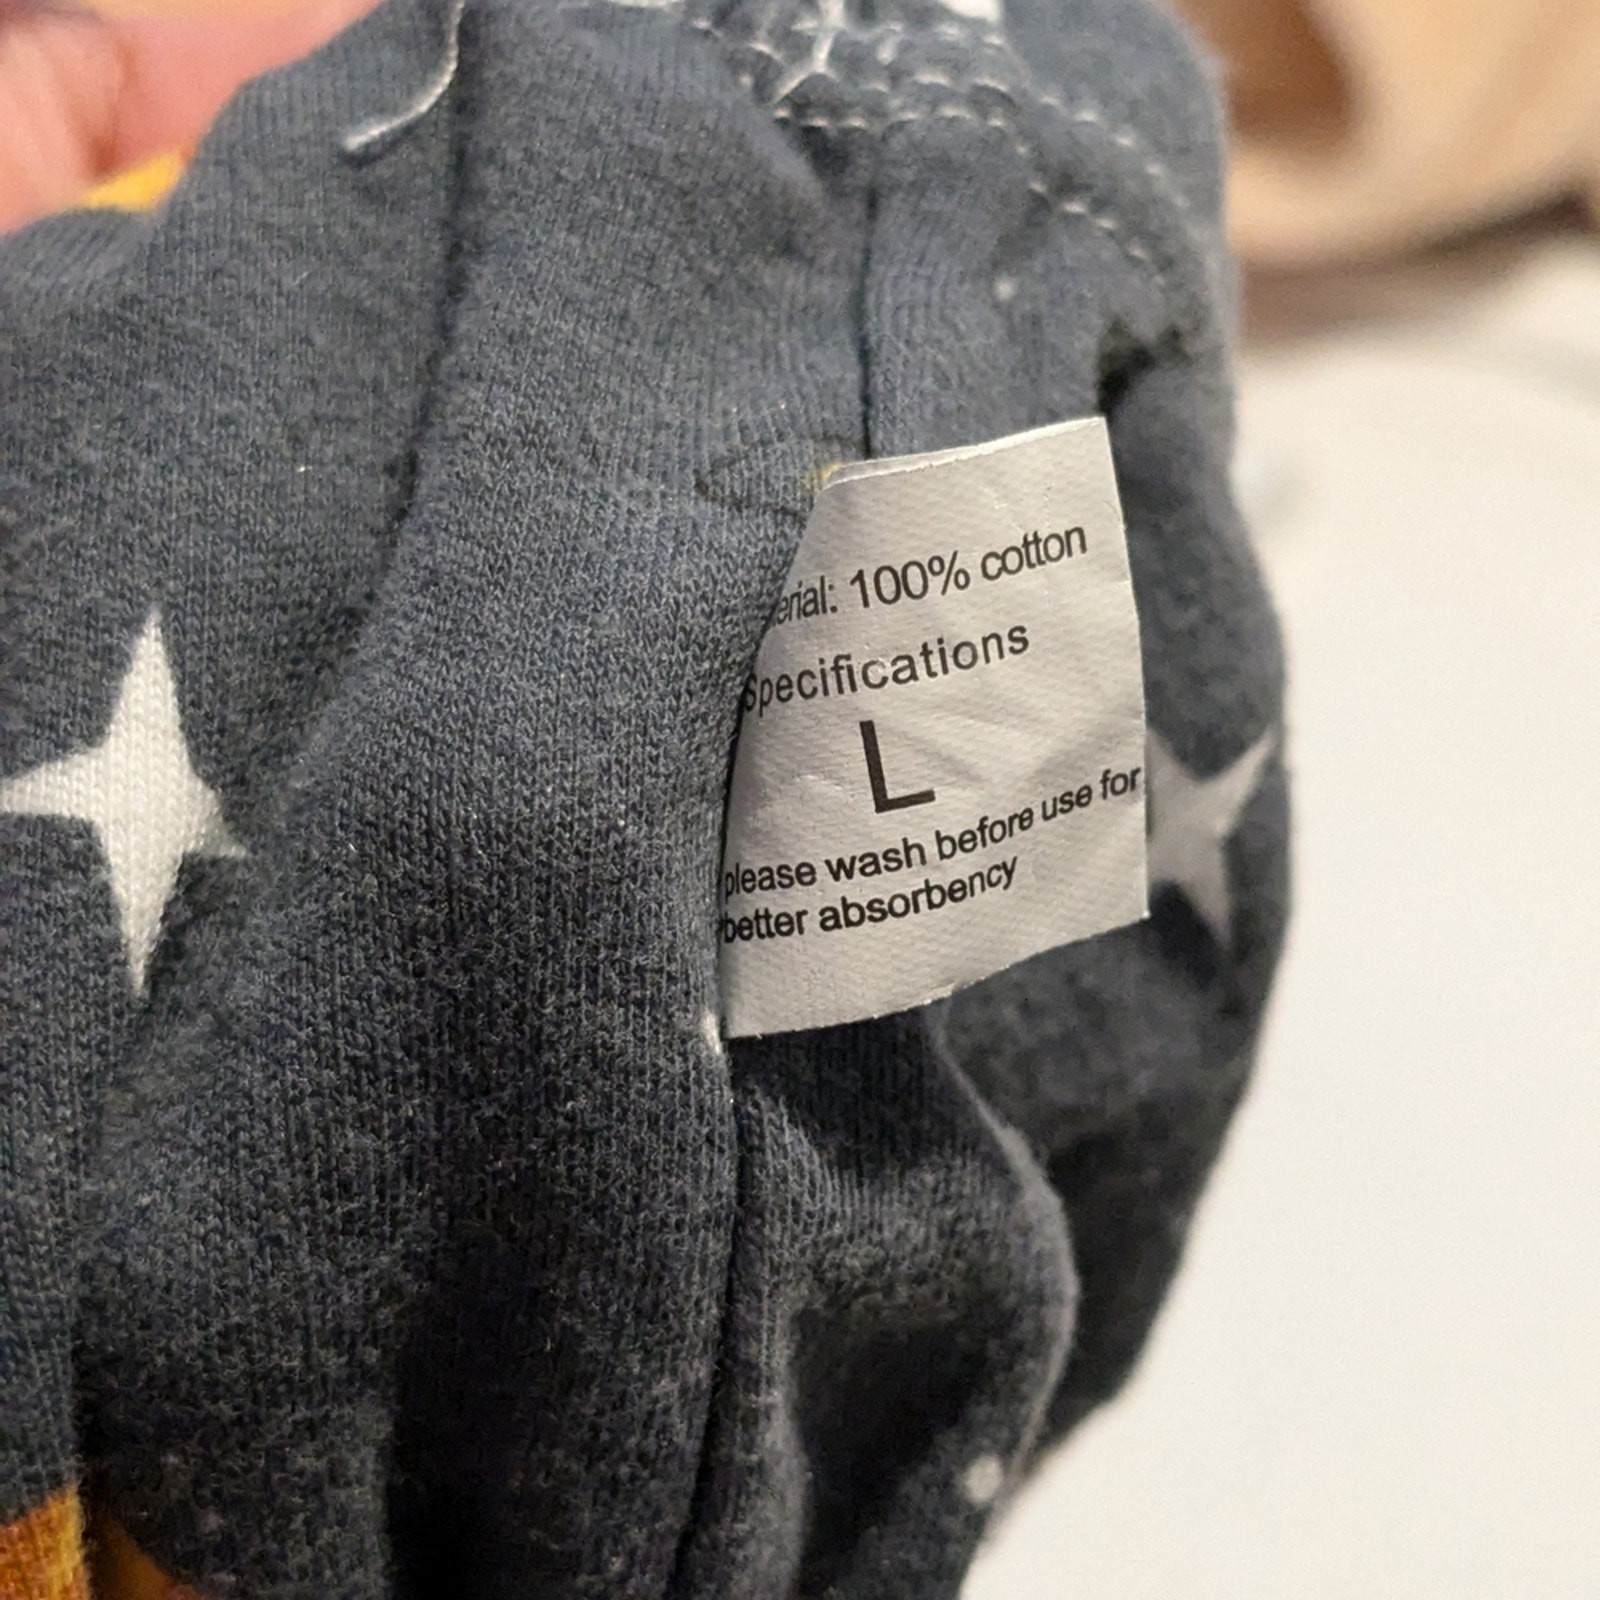 erial: 100% cotton
Specifications
L
please wash before use for
better absorbency